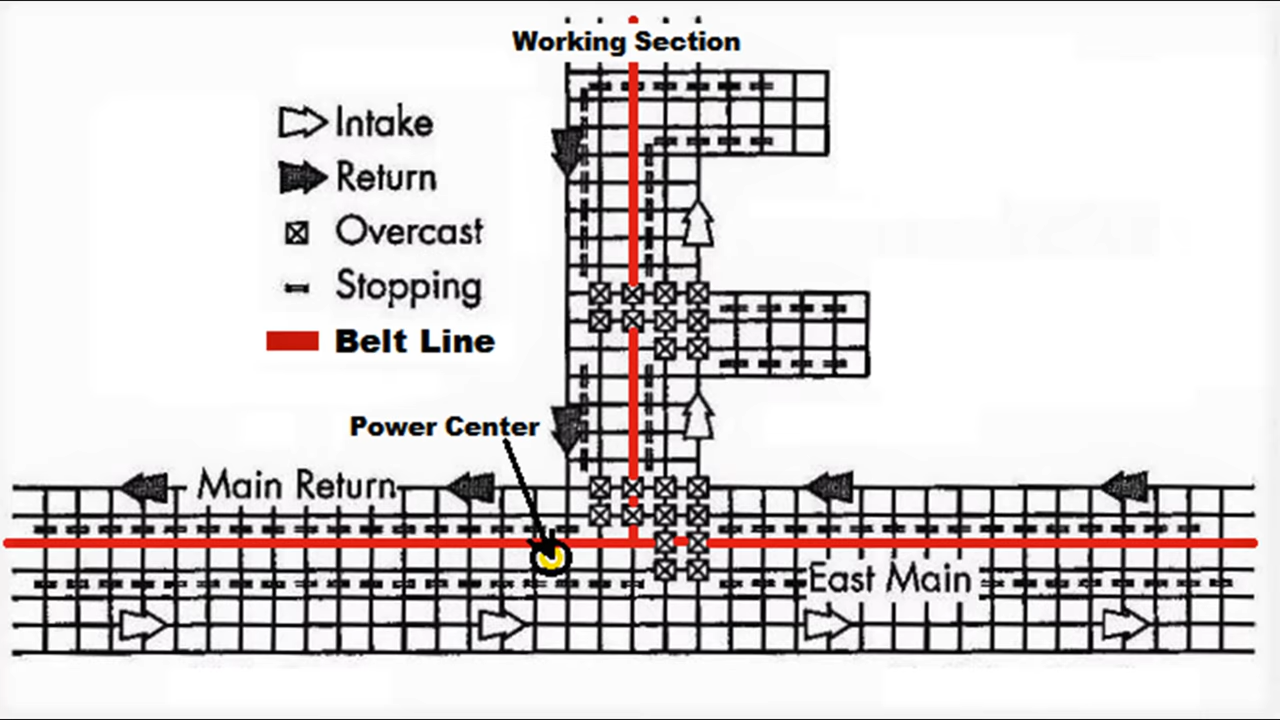 Working Section
Intake
Return
Overcast
Stopping
Belt Line
Power Center
Main Return
East Main